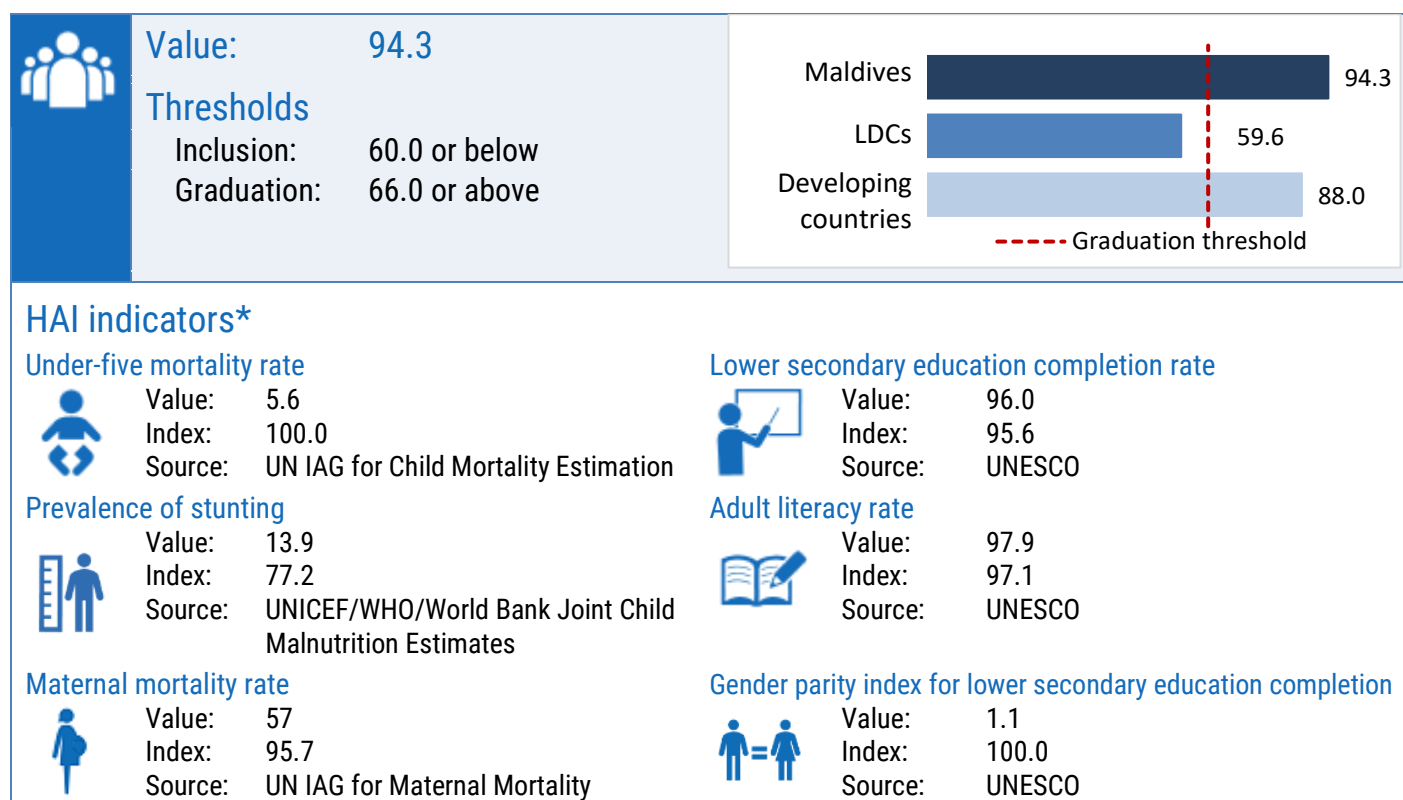 Value: 94.3
Thresholds
Inclusion: 60.0 or below
Graduation: 66.0 or above
Maldives 94.3
LDCs 59.6
Developing
countries 88.0
Graduation threshold
HAI indicators*
Under-five mortality rate
Value: 5.6
Index: 100.0
Source: UN IAG for Child Mortality Estimation
Prevalence of stunting
Value: 13.9
Index: 77.2
Source: UNICEF/WHO/World Bank Joint Child
Malnutrition Estimates
Maternal mortality rate
Value: 57
Index: 95.7
Source: UN IAG for Maternal Mortality
Lower secondary education completion rate
Value: 96.0
Index: 95.6
Source: UNESCO
Adult literacy rate
Value: 97.9
Index: 97.1
Source: UNESCO
Gender parity index for lower secondary education completion
Value: 1.1
Index: 100.0
Source: UNESCO